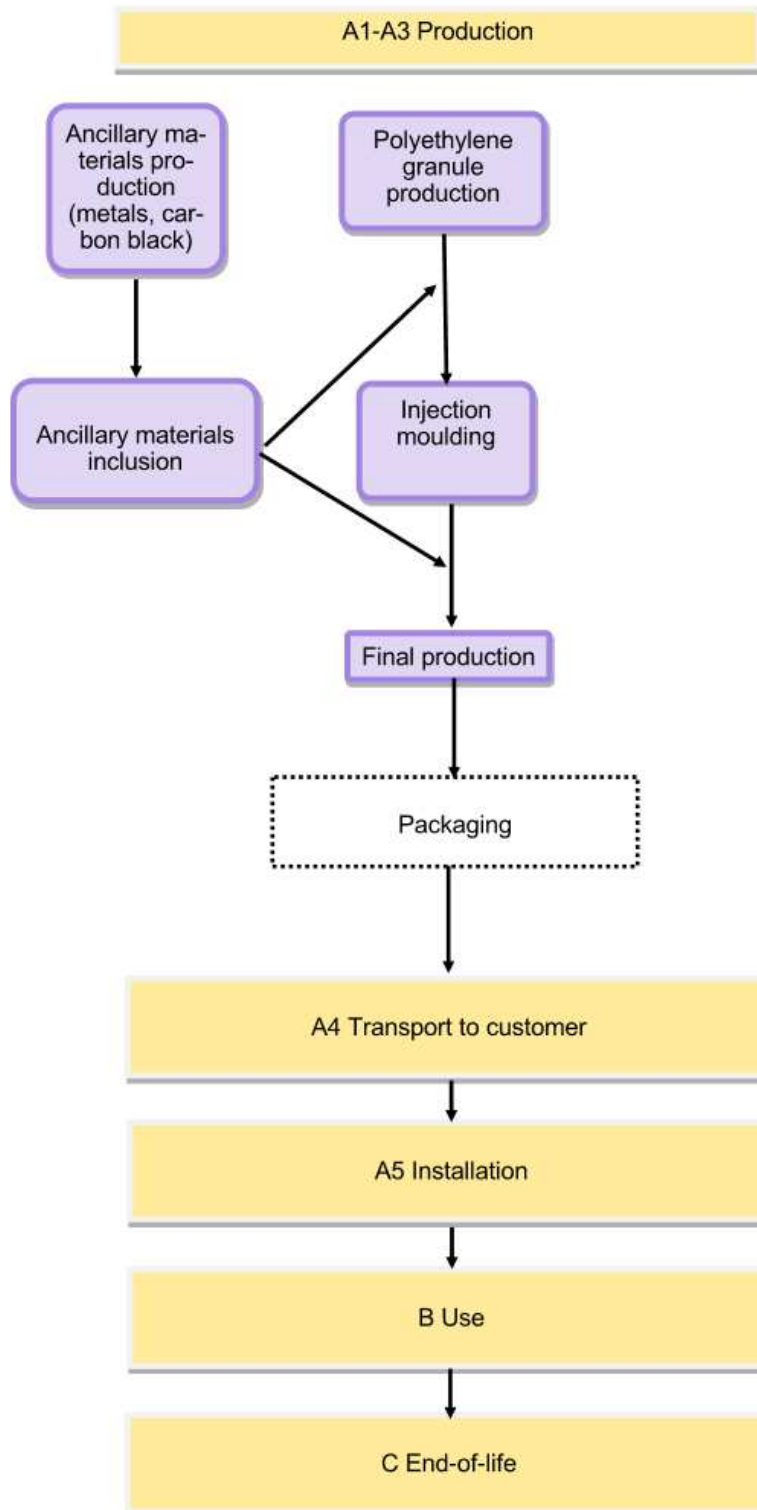 A1-A3 Production
Ancillary ma-
terials pro-
duction
(metals, car-
bon black)
Polyethylene
granule
production
Ancillary materials
inclusion
Injection
moulding
Final production
Packaging
A4 Transport to customer
A5 Installation
B Use
C End-of-life